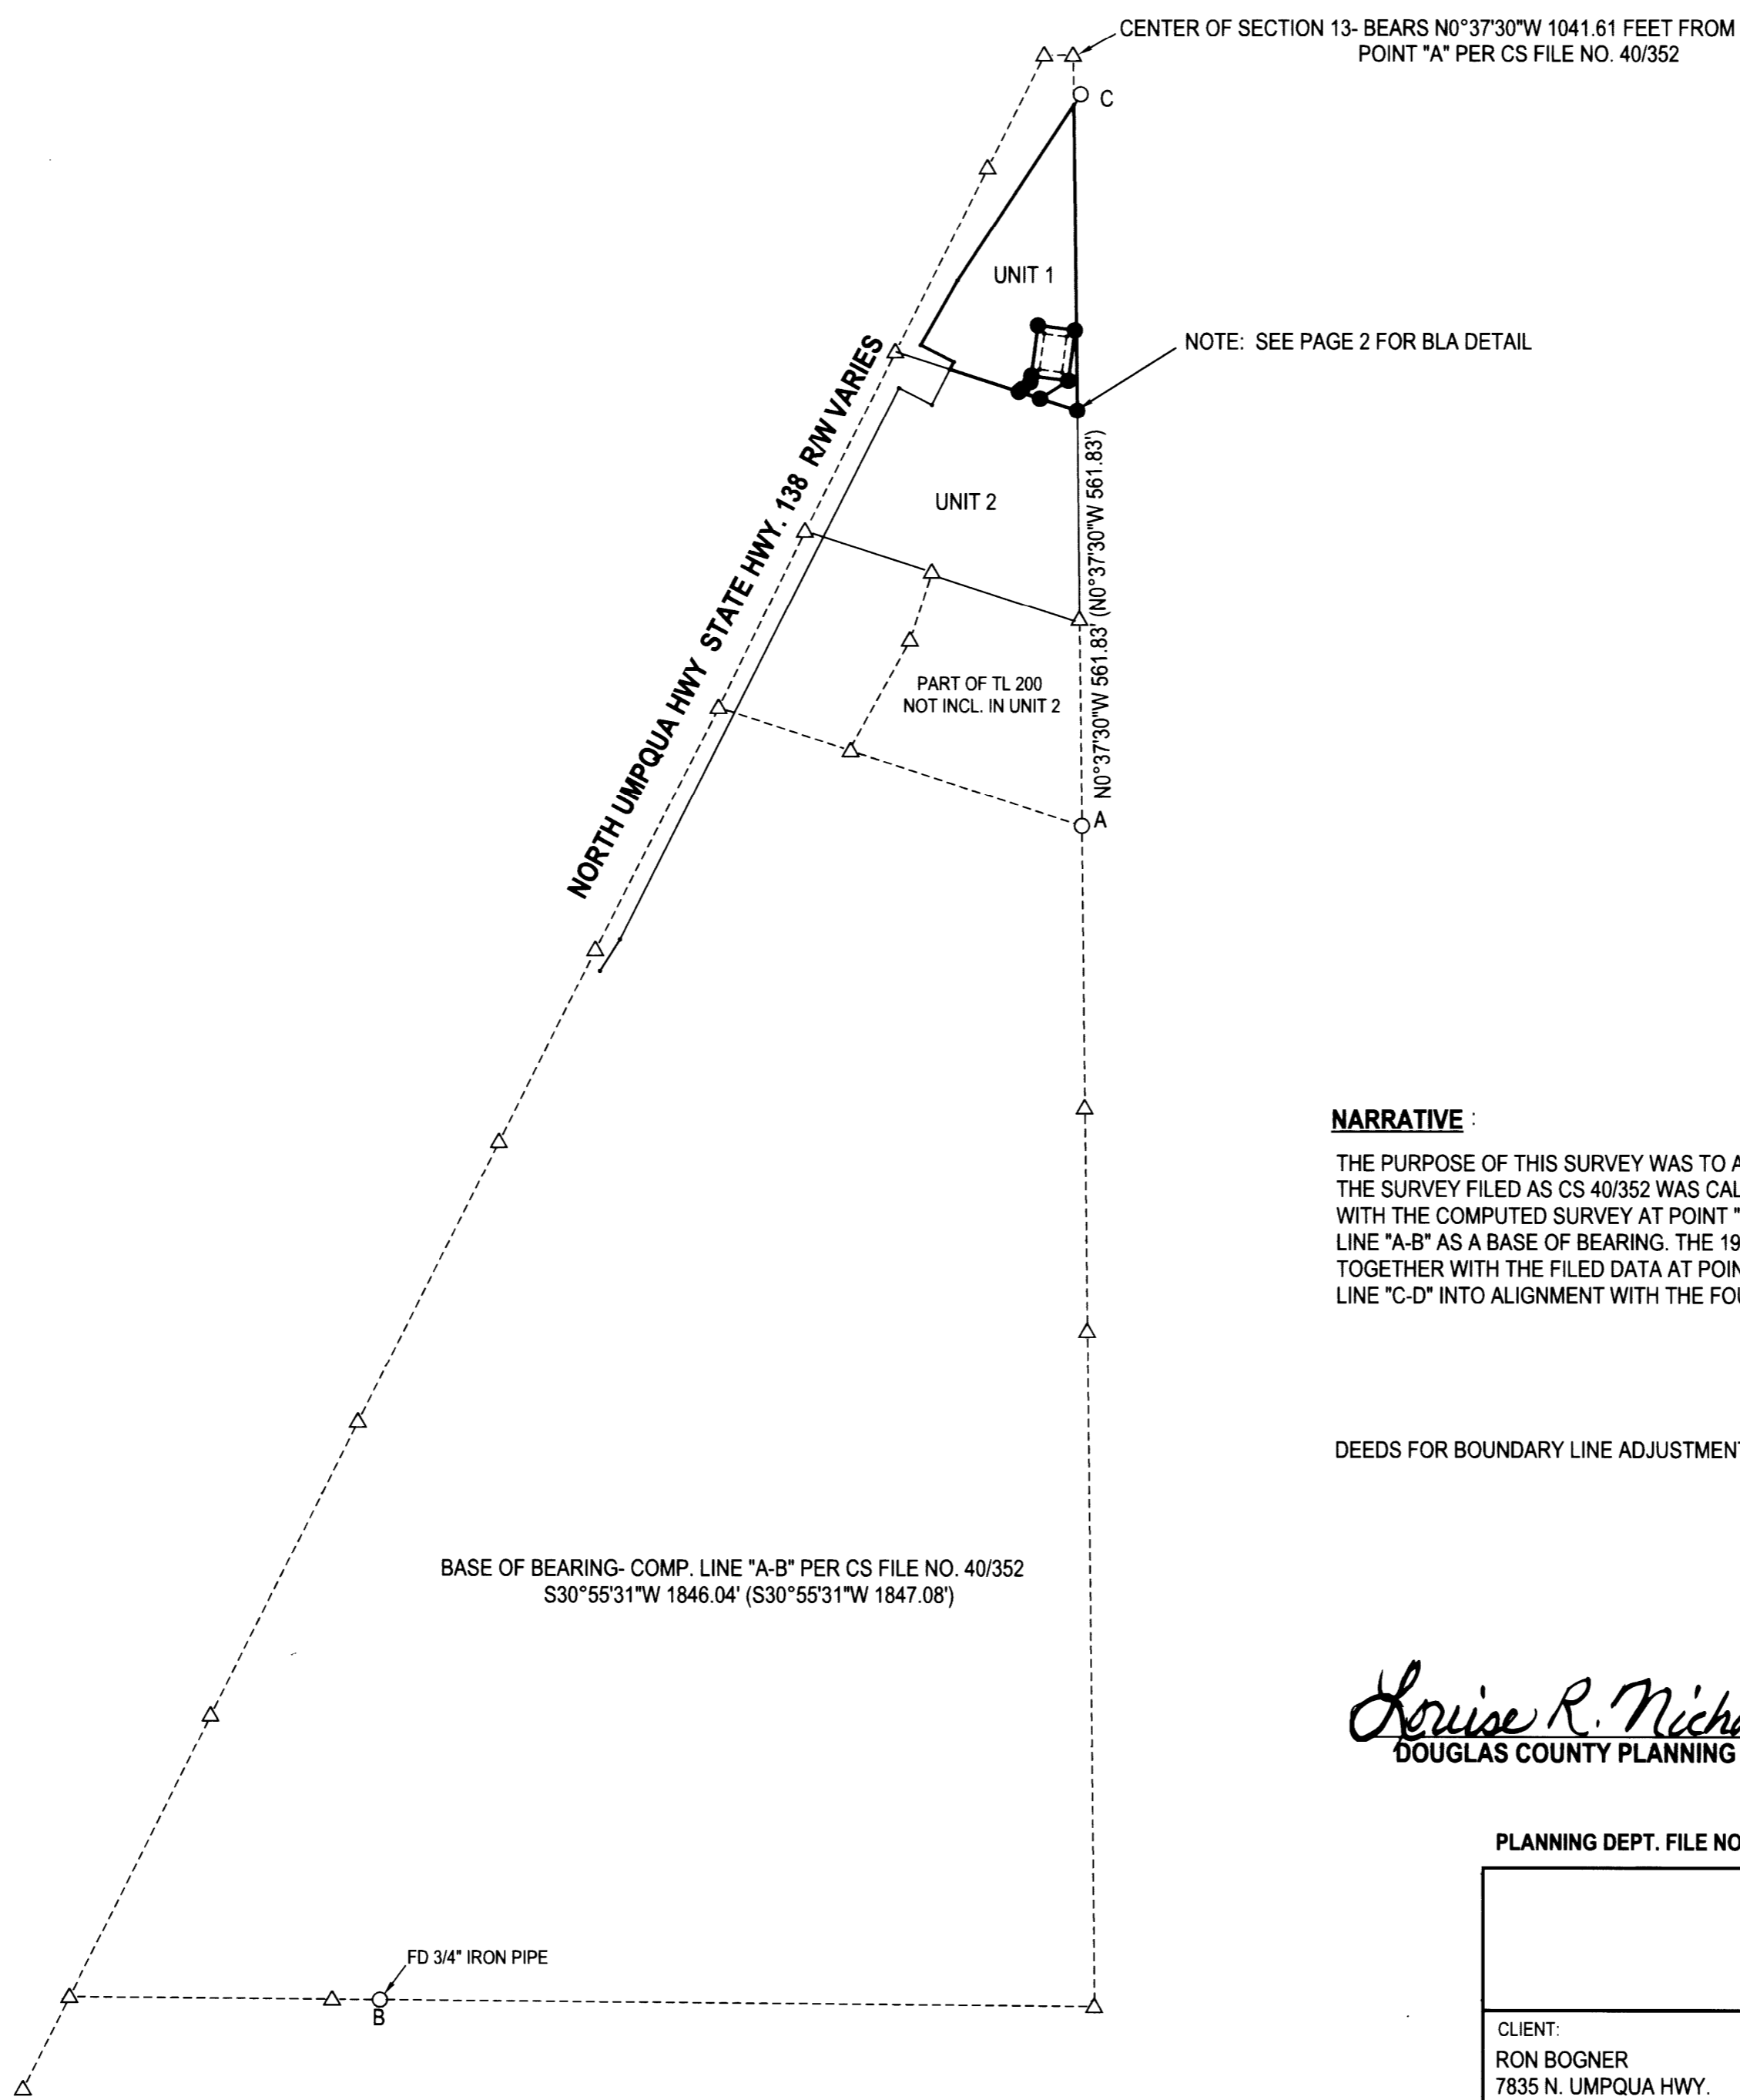 CENTER OF SECTION 13- BEARS N0°37'30"W 1041.61 FEET FROM
POINT "A" PER CS FILE NO. 40/352
C
UNIT 1
NOTE: SEE PAGE 2 FOR BLA DETAIL
NORTH UMPQUA HWY STATE HWY. 138 R/W VARIES
UNIT 2
N0°37'30"W 561.83' (N0°37'30"W 561.83')
PART OF TL 200
NOT INCL. IN UNIT 2
A
NARRATIVE :
THE PURPOSE OF THIS SURVEY WAS TO A
THE SURVEY FILED AS CS 40/352 WAS CAL
WITH THE COMPUTED SURVEY AT POINT "
LINE "A-B" AS A BASE OF BEARING. THE 19
TOGETHER WITH THE FILED DATA AT POIN
LINE "C-D" INTO ALIGNMENT WITH THE FOU
DEEDS FOR BOUNDARY LINE ADJUSTMENT
BASE OF BEARING- COMP. LINE "A-B" PER CS FILE NO. 40/352
S30°55'31"W 1846.04' (S30°55'31"W 1847.08')
Louise R. Nicho
DOUGLAS COUNTY PLANNING
PLANNING DEPT. FILE NO
FD 3/4" IRON PIPE
B
CLIENT:
RON BOGNER
7835 N. UMPQUA HWY.